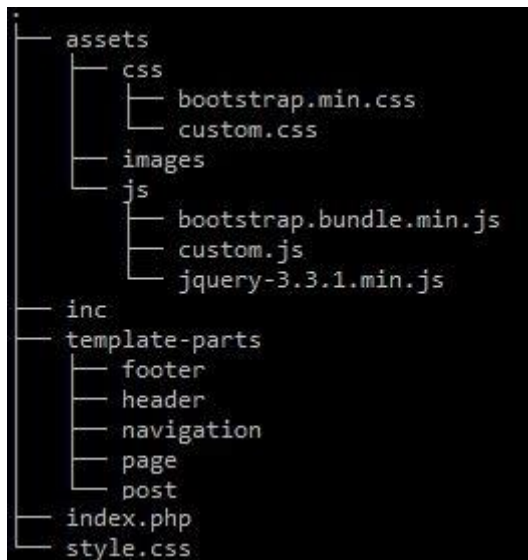 .
├── assets
│   ├── css
│   │   ├── bootstrap.min.css
│   │   └── custom.css
│   ├── images
│   └── js
│       ├── bootstrap.bundle.min.js
│       ├── custom.js
│       └── jquery-3.3.1.min.js
├── inc
├── template-parts
│   ├── footer
│   ├── header
│   ├── navigation
│   ├── page
│   └── post
├── index.php
└── style.css